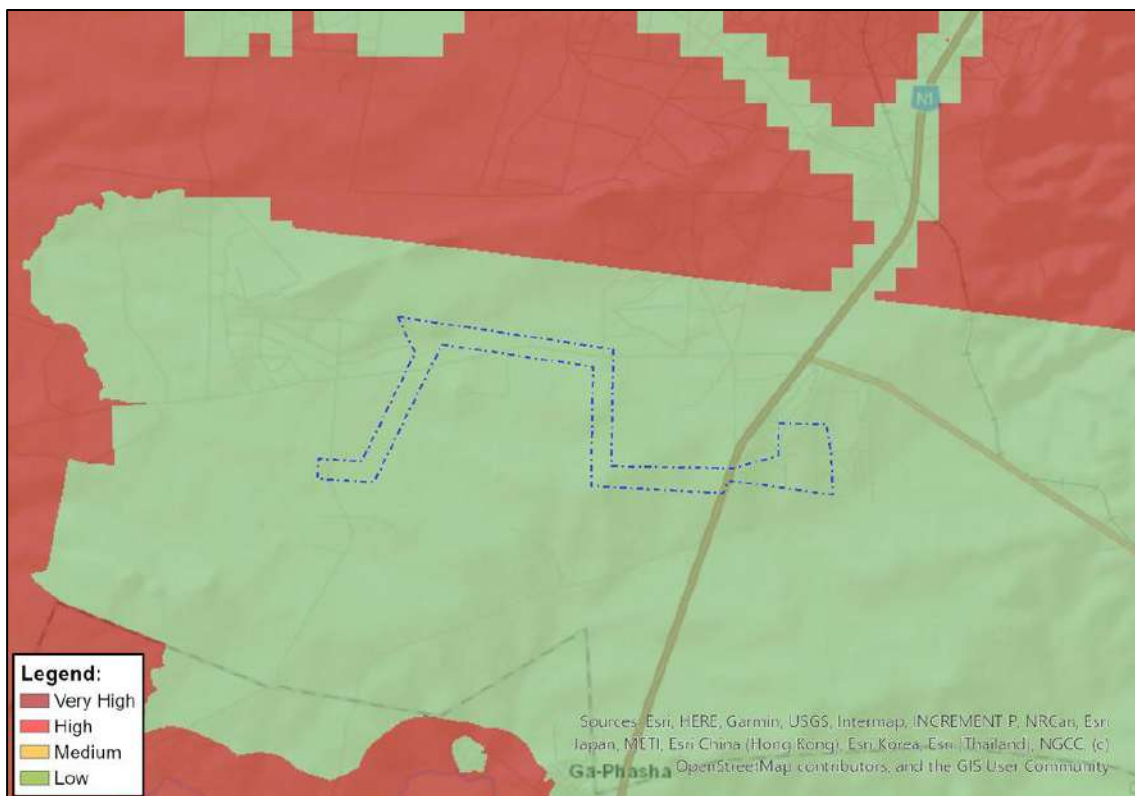 N1
Legend:
Very High
High
Medium
Low
Sources: Esri, HERE, Garmin, USGS, Intermap, INCREMENT P, NRCan, Esri
Japan, METI, Esri China (Hong Kong), Esri Korea, Esri (Thailand), NGCC, (c)
OpenStreetMap contributors, and the GIS User Community
Ga-Phasha